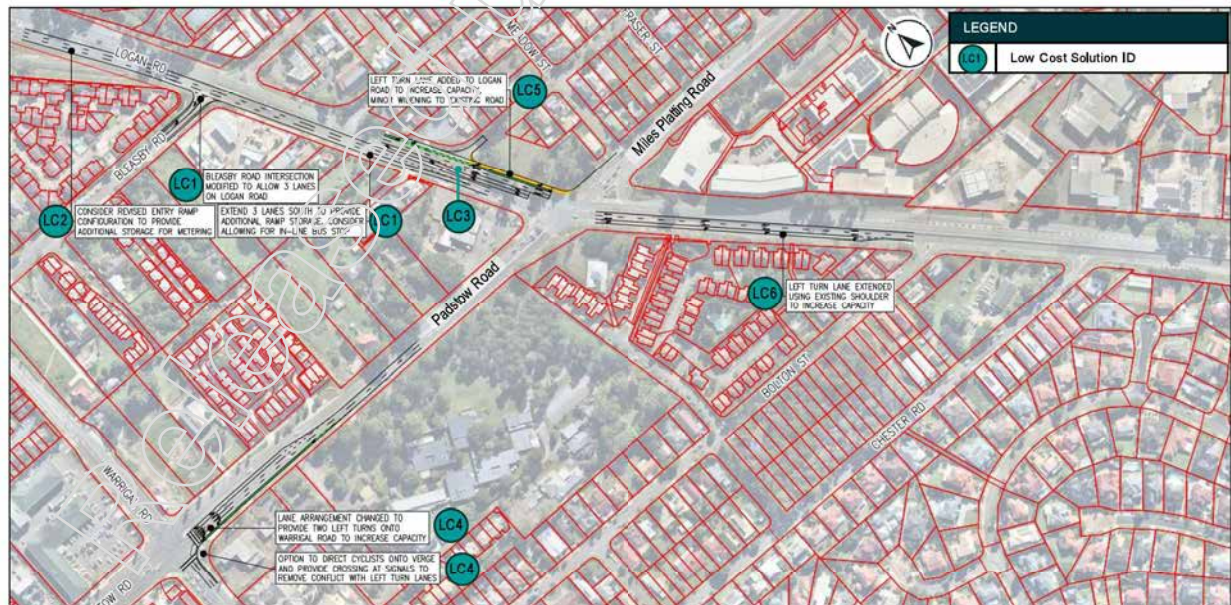 LEGEND
LC1 Low Cost Solution ID
N
LOGAN RD
MEADOW ST
FRASER ST
LEFT TURN LANE ADDED TO LOGAN
ROAD TO INCREASE CAPACITY.
MINOR WIDENING TO EXISTING ROAD
LC5
Miles Platting Road
BLEASBY RD
LC1
BLEASBY ROAD INTERSECTION
MODIFIED TO ALLOW 3 LANES
ON LOGAN ROAD
LC2
CONSIDER REVISED ENTRY RAMP
CONFIGURATION TO PROVIDE
ADDITIONAL STORAGE FOR METERING
EXTEND 3 LANES SOUTH TO PROVIDE
ADDITIONAL RAMP STORAGE. CONSIDER
ALLOWING FOR IN-LINE BUS STOP
LC1
LC3
Padstow Road
LC6
LEFT TURN LANE EXTENDED
USING EXISTING SHOULDER
TO INCREASE CAPACITY
BOLTON ST
CHESTER RD
WARRIGAL RD
LANE ARRANGEMENT CHANGED TO
PROVIDE TWO LEFT TURNS ONTO
WARRIGAL ROAD TO INCREASE CAPACITY
LC4
OPTION TO DIRECT CYCLISTS ONTO VERGE
AND PROVIDE CROSSING AT SIGNALS TO
REMOVE CONFLICT WITH LEFT TURN LANES
LC4
TOW RD